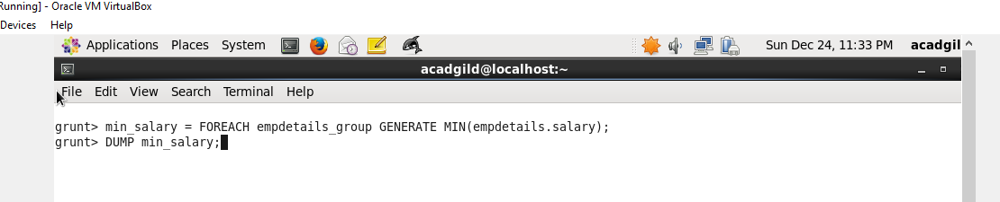 Running] - Oracle VM VirtualBox
Devices Help
Applications Places System Sun Dec 24, 11:33 PM acadgil
acadgild@localhost:~
File Edit View Search Terminal Help
grunt> min_salary = FOREACH empdetails_group GENERATE MIN(empdetails.salary);
grunt> DUMP min_salary;